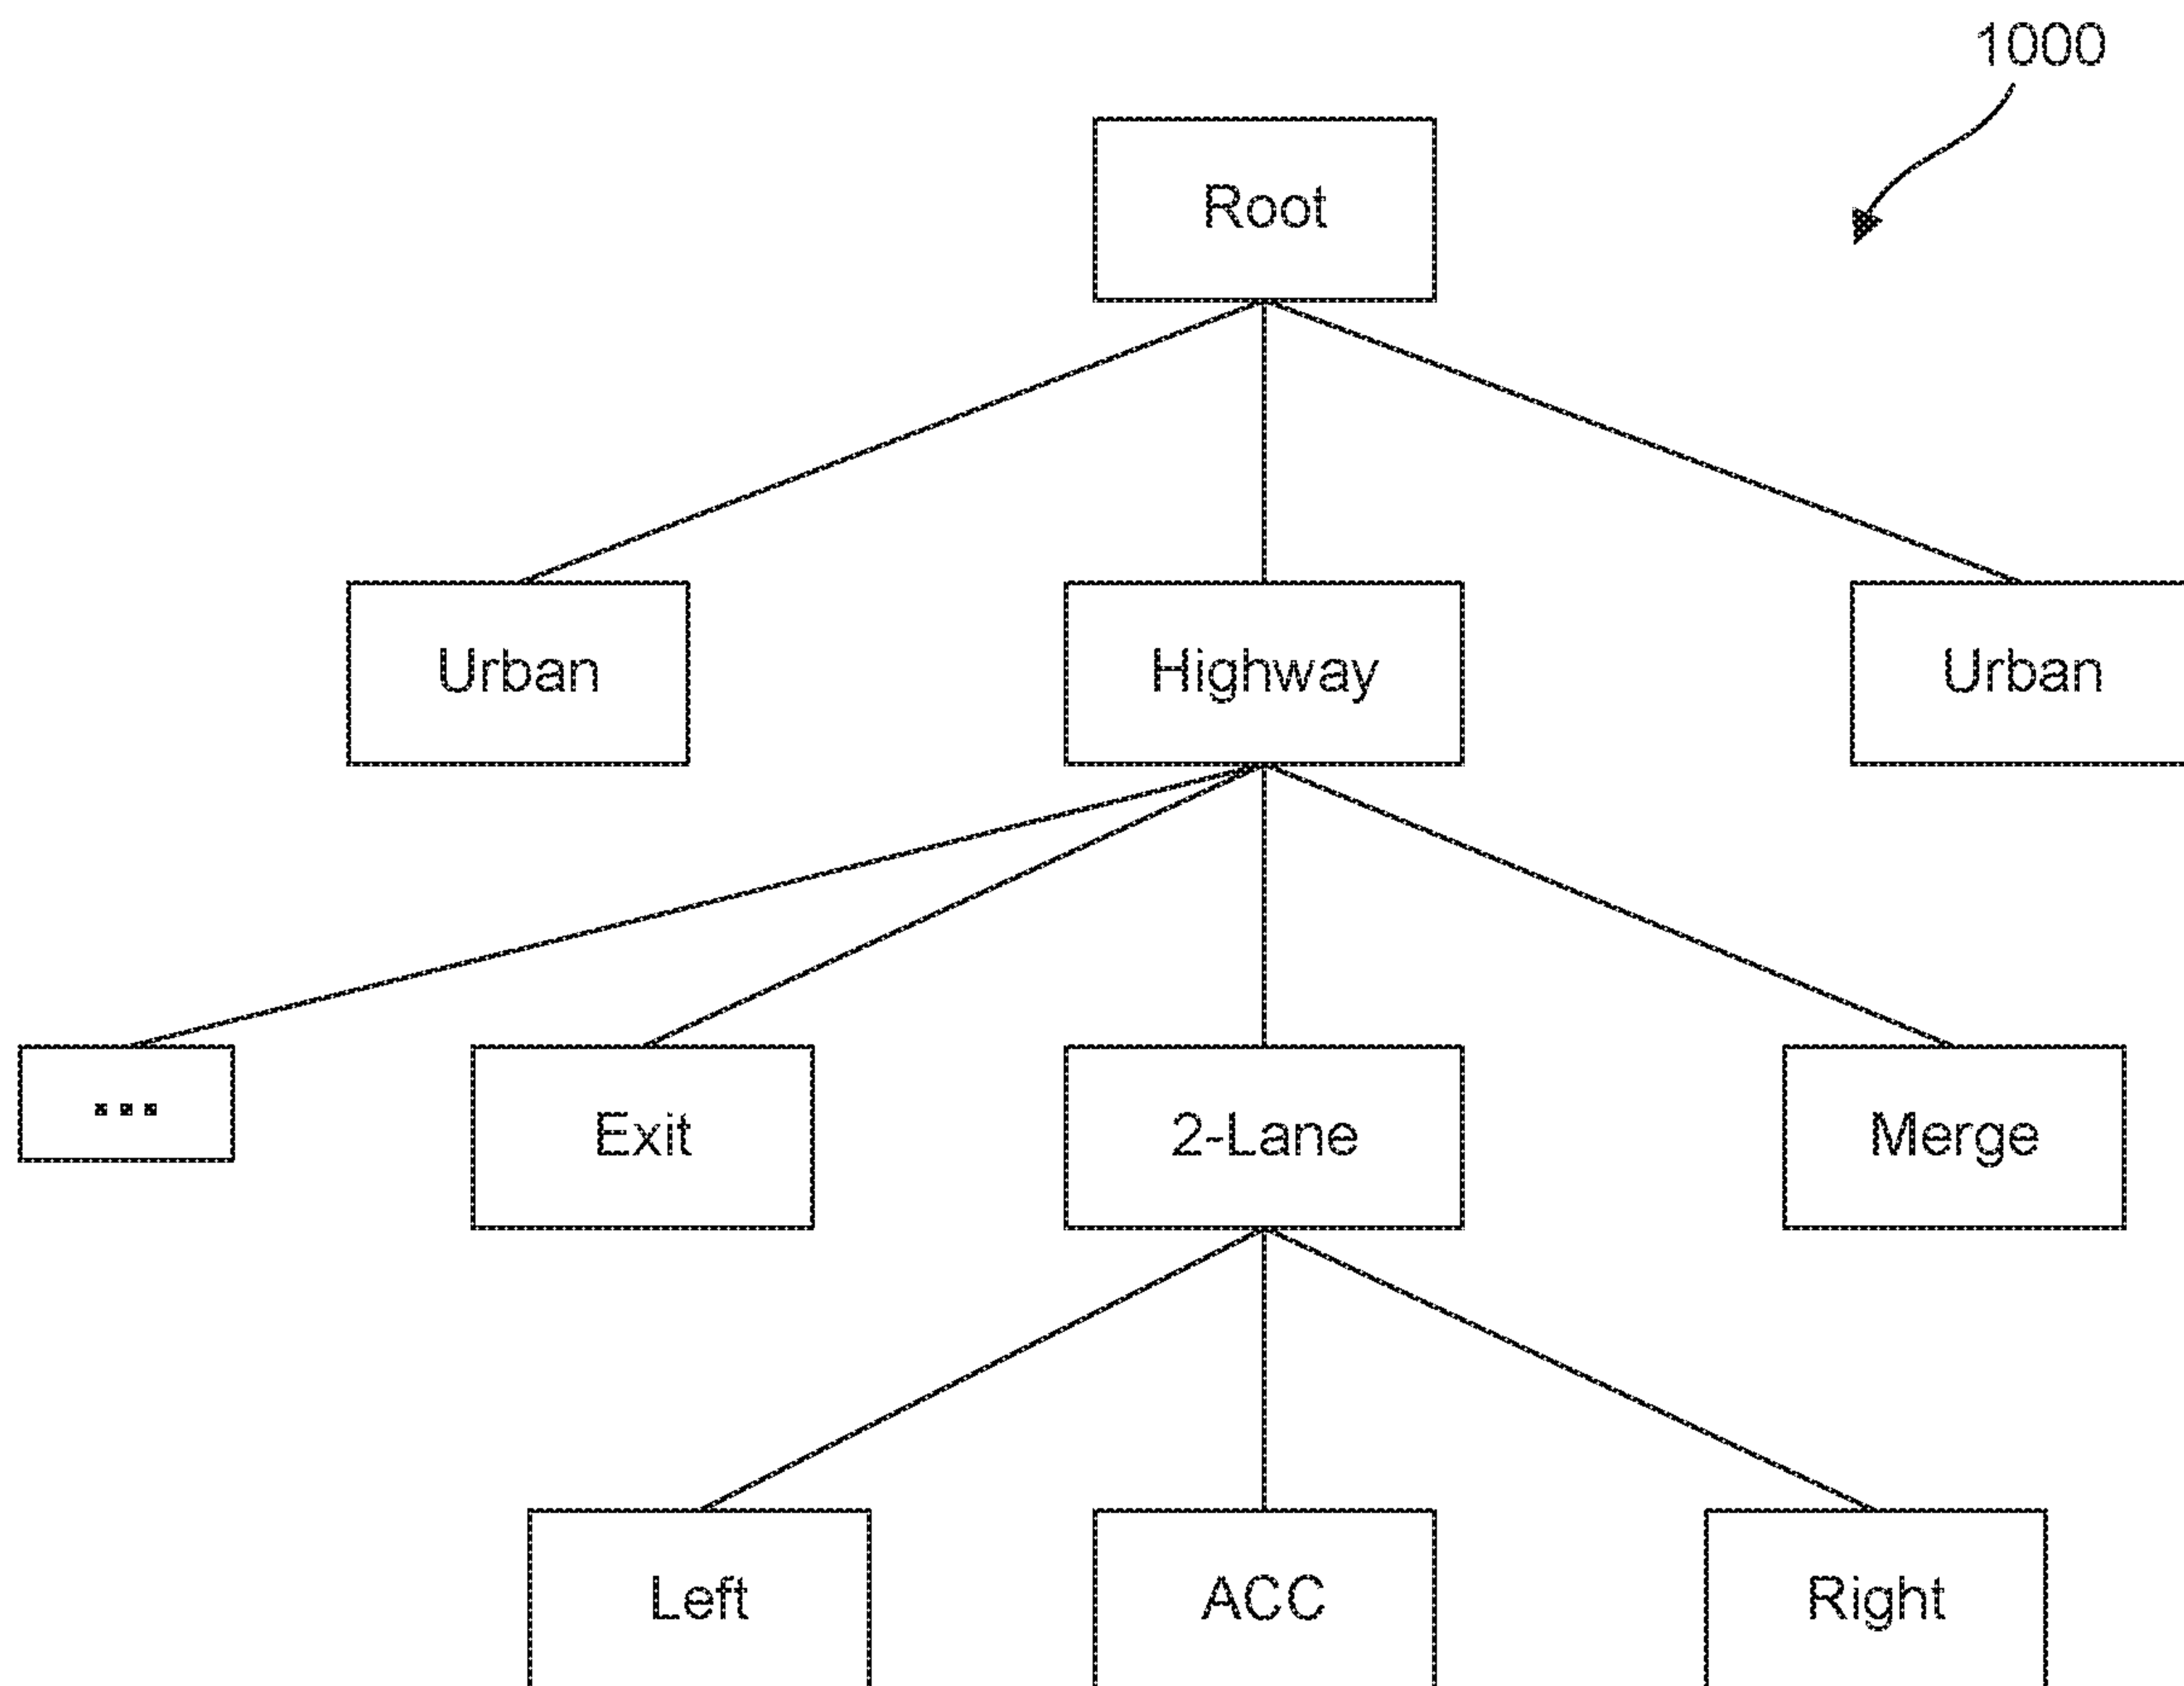 1000
Root
Urban
Highway
Urban
...
Exit
2-Lane
Merge
Left
ACC
Right